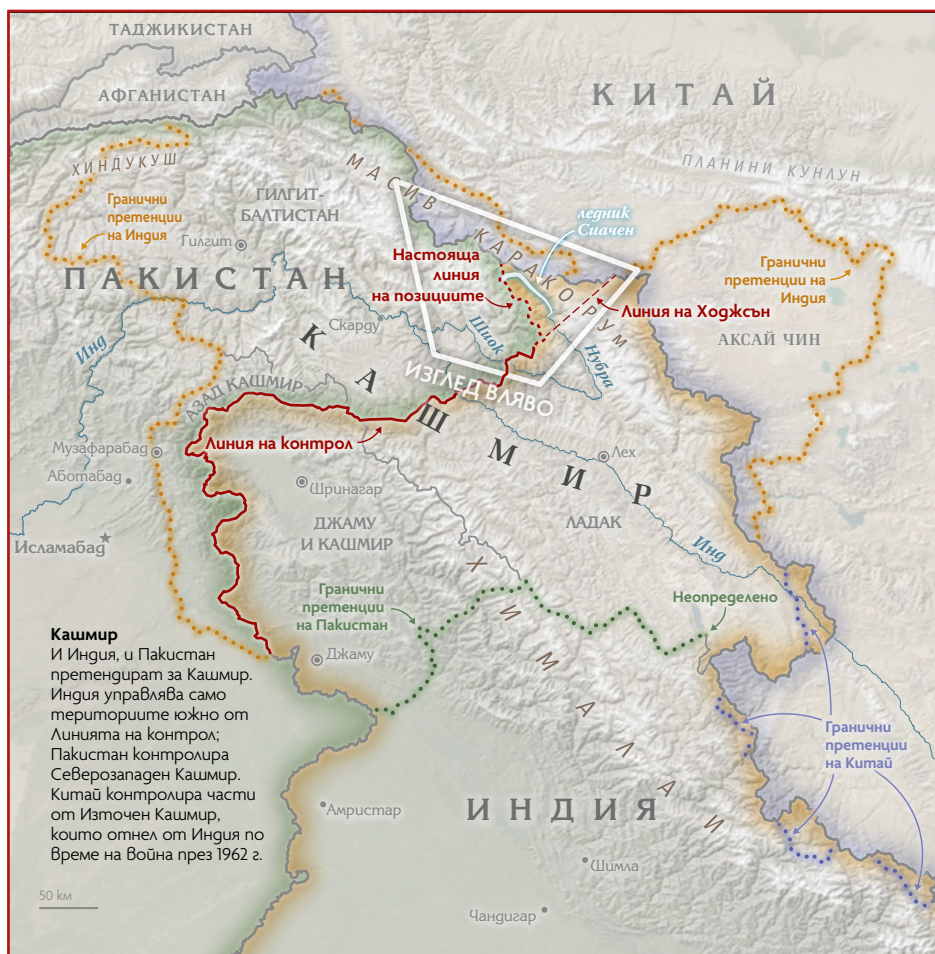 ТАДЖИКИСТАН
АФГАНИСТАН
КИТАЙ
ХИНДУКУШ
МАСИВ КАРАКОРУМ
ПЛАНИНИ КУНЛУН
Гранични
претенции
на Индия
ГИЛГИТ-
БАЛТИСТАН
Гилгит
ледник
Сиачен
Настояща
линия
на позициите
Гранични
претенции на
Индия
ПАКИСТАН
Линия на Ходжсън
АКСАЙ ЧИН
Инд
Скарду
Шиок
Нубра
КАШМИР
ИЗГЛЕД ВЛЯВО
АЗАД КАШМИР
Линия на контрол
Музафарабад
Аботабад
Шринагар
Лех
Исламабад
ДЖАМУ
И КАШМИР
ЛАДАК
Инд
ХИМАЛАИ
Гранични
претенции
на Пакистан
Неопределено
Джаму
Кашмир
И Индия, и Пакистан
претендират за Кашмир.
Индия управлява само
териториите южно от
Линията на контрол;
Пакистан контролира
Северозападен Кашмир.
Китай контролира части
от Източен Кашмир,
които отнел от Индия по
време на война през 1962 г.
Гранични
претенции
на Китай
Амристар
ИНДИЯ
Шимла
Чандигар
50 км